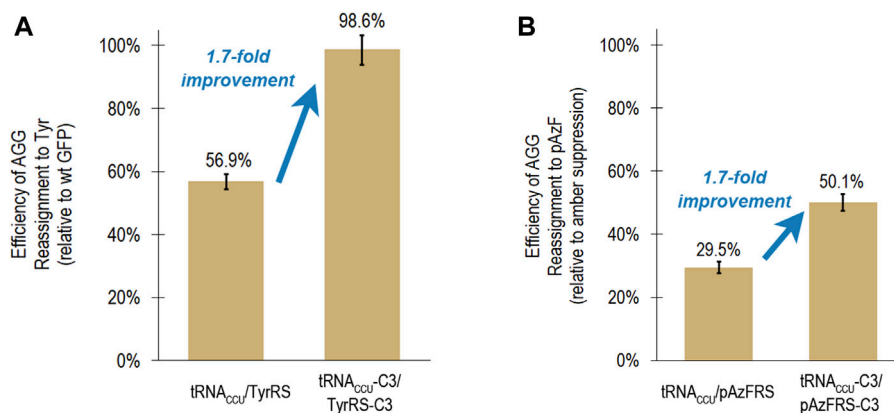 A
Efficiency of AGG
Reassignment to Tyr
(relative to wt GFP)
100%
80%
60%
40%
20%
0%
1.7-fold
improvement
56.9%
98.6%
tRNACCU/TyrRS
tRNACCU-C3/
TyrRS-C3
B
Efficiency of AGG
Reassignment to pAzF
(relative to amber suppression)
100%
80%
60%
40%
20%
0%
1.7-fold
improvement
29.5%
50.1%
tRNACCU/pAzFRS
tRNACCU-C3/
pAzFRS-C3